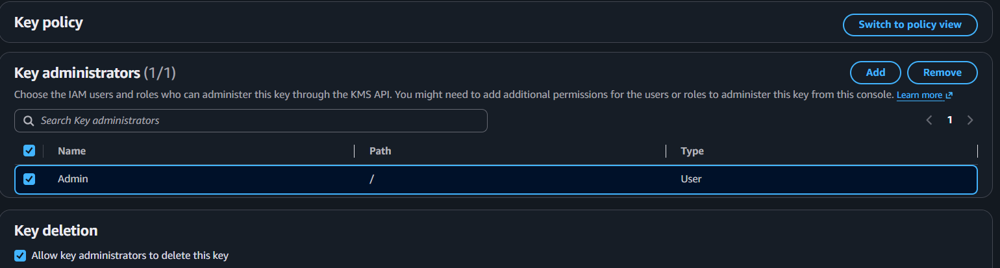 Key policy
Switch to policy view
Key administrators (1/1)
Add
Remove
Choose the IAM users and roles who can administer this key through the KMS API. You might need to add additional permissions for the users or roles to administer this key from this console. Learn more
Search Key administrators
1
Name Path Type
Admin / User
Key deletion
Allow key administrators to delete this key